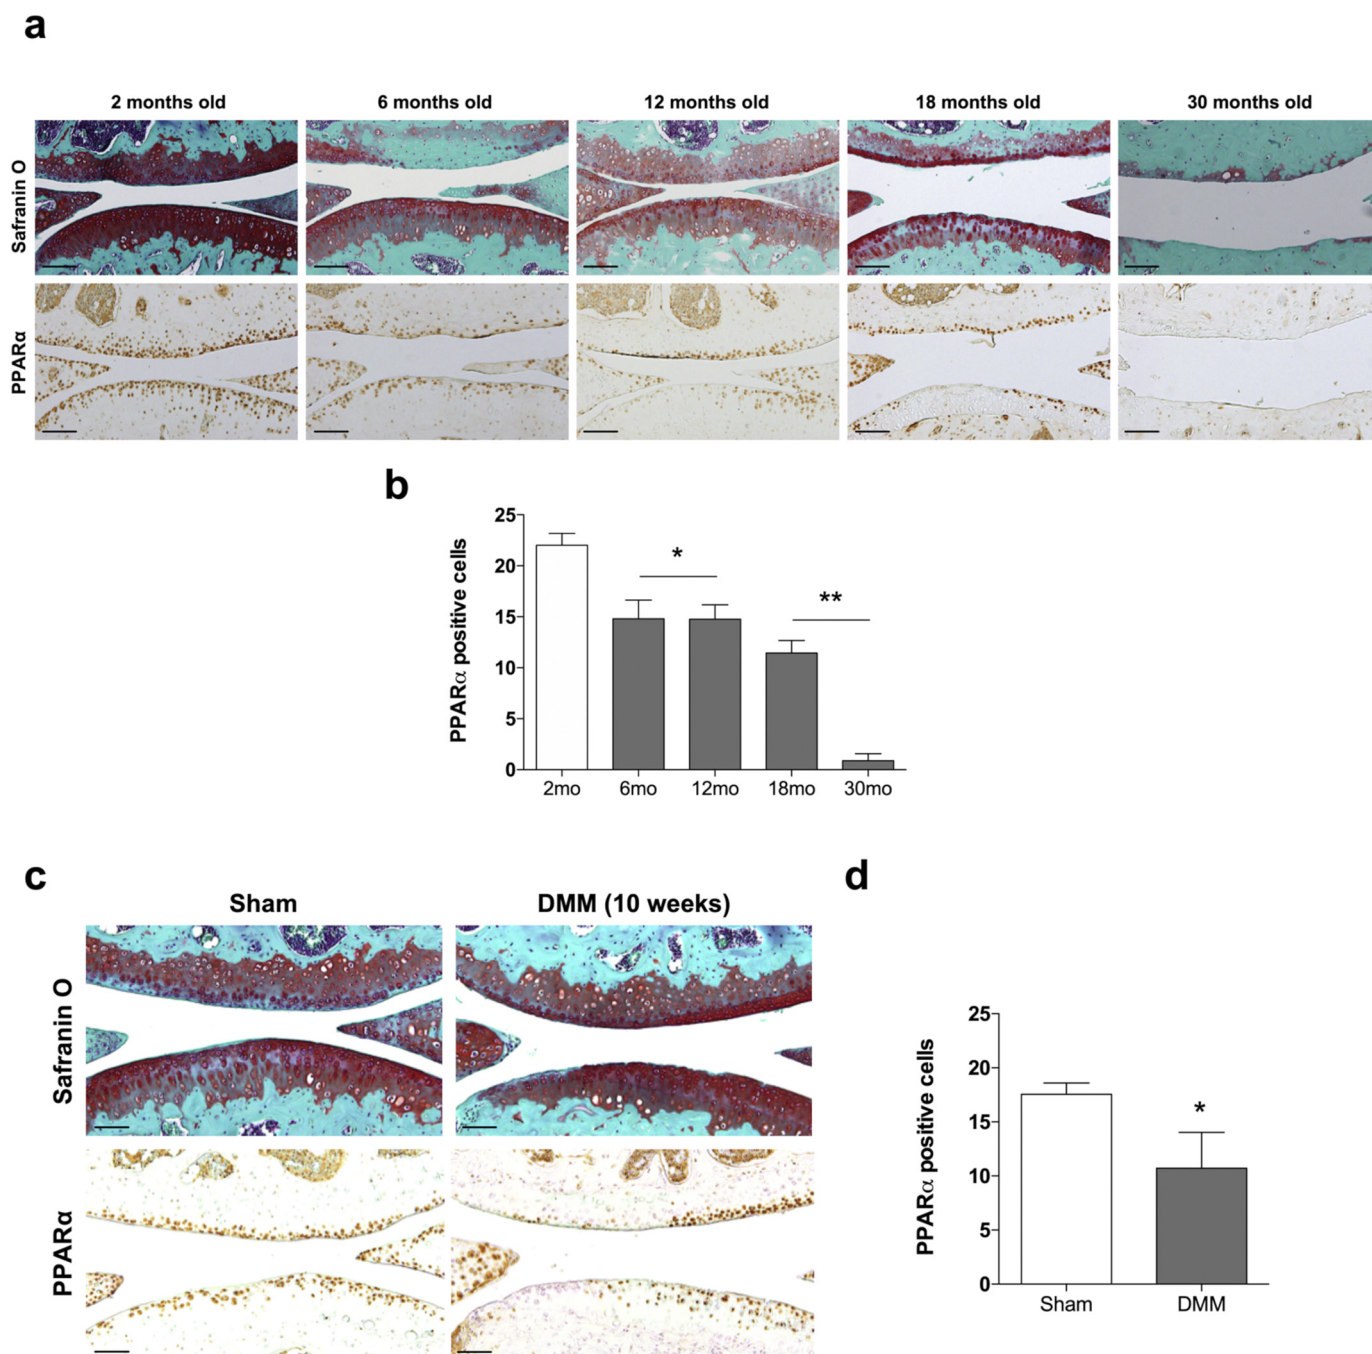 a
2 months old 6 months old 12 months old 18 months old 30 months old
Safranin O
PPARα
b
PPARα positive cells
25
20
15
10
5
0
*
**
2mo 6mo 12mo 18mo 30mo
c
Sham DMM (10 weeks)
Safranin O
PPARα
d
PPARα positive cells
25
20
15
10
5
0
*
Sham DMM